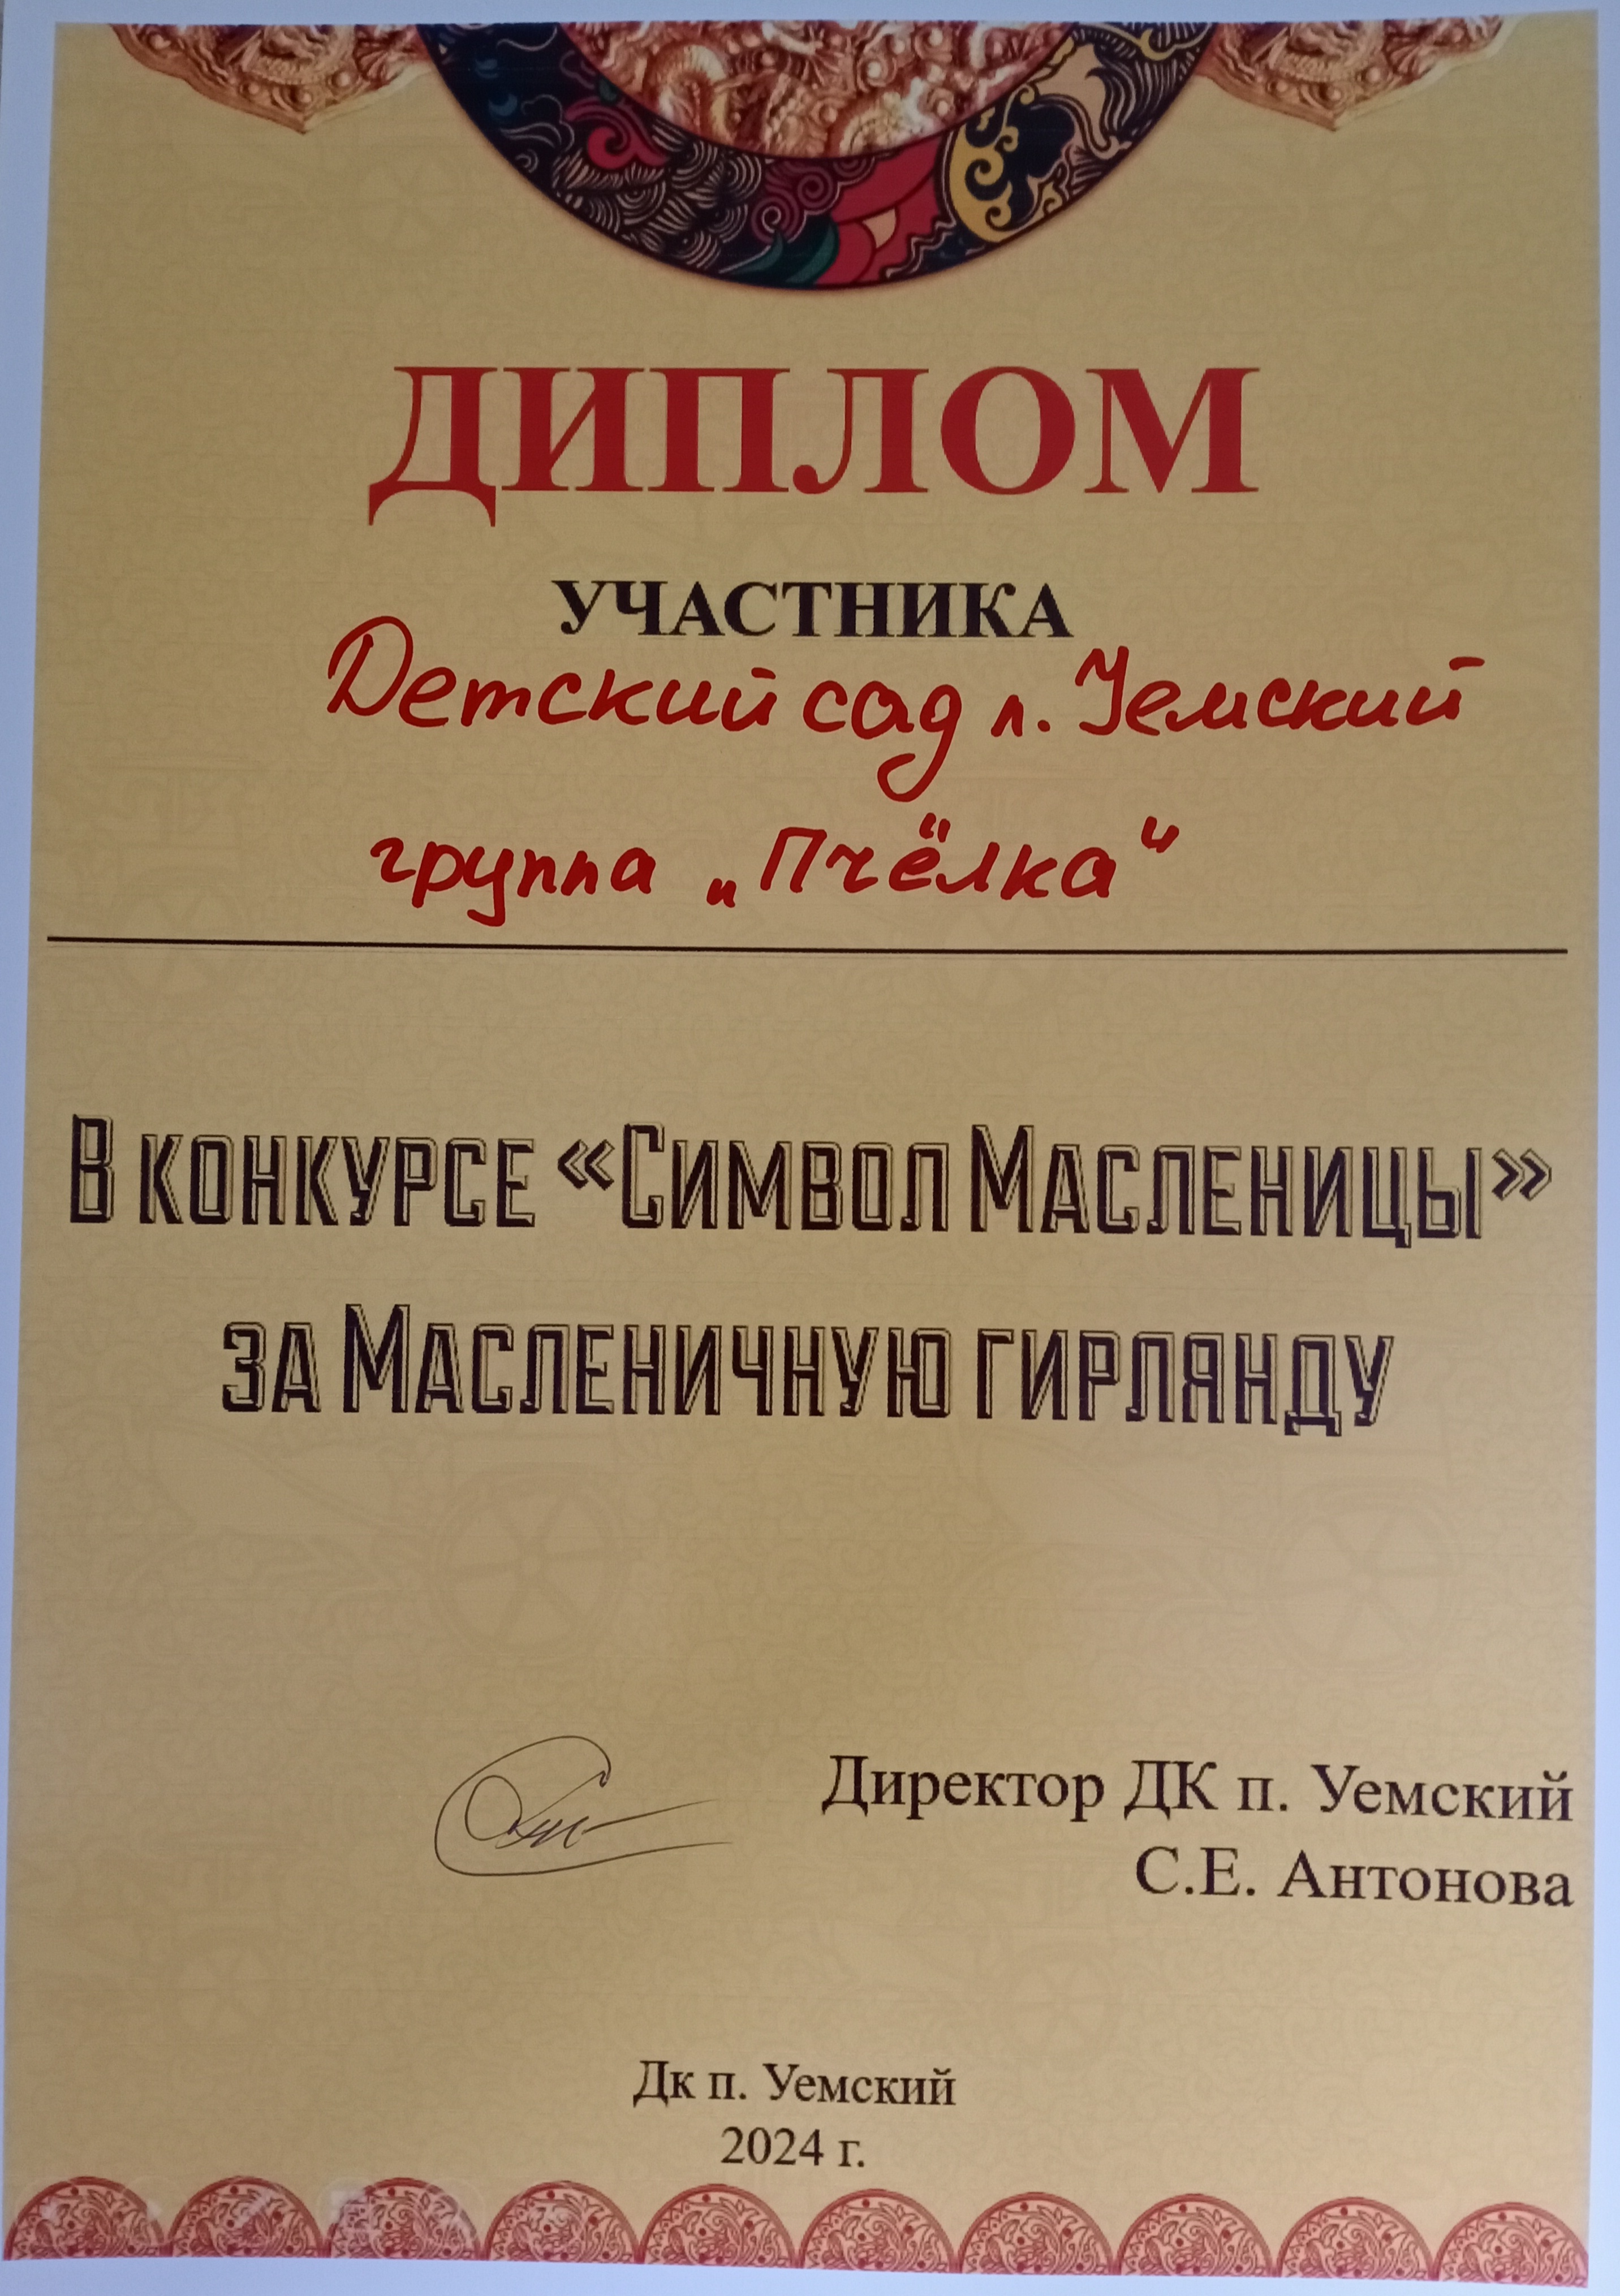 ДИПЛОМ
УЧАСТНИКА
Детский сад п. Уемский
группа „Пчёлка“
В конкурсе «Символ Масленицы»
за Масленичную гирлянду
Директор ДК п. Уемский
С.Е. Антонова
Дк п. Уемский
2024 г.